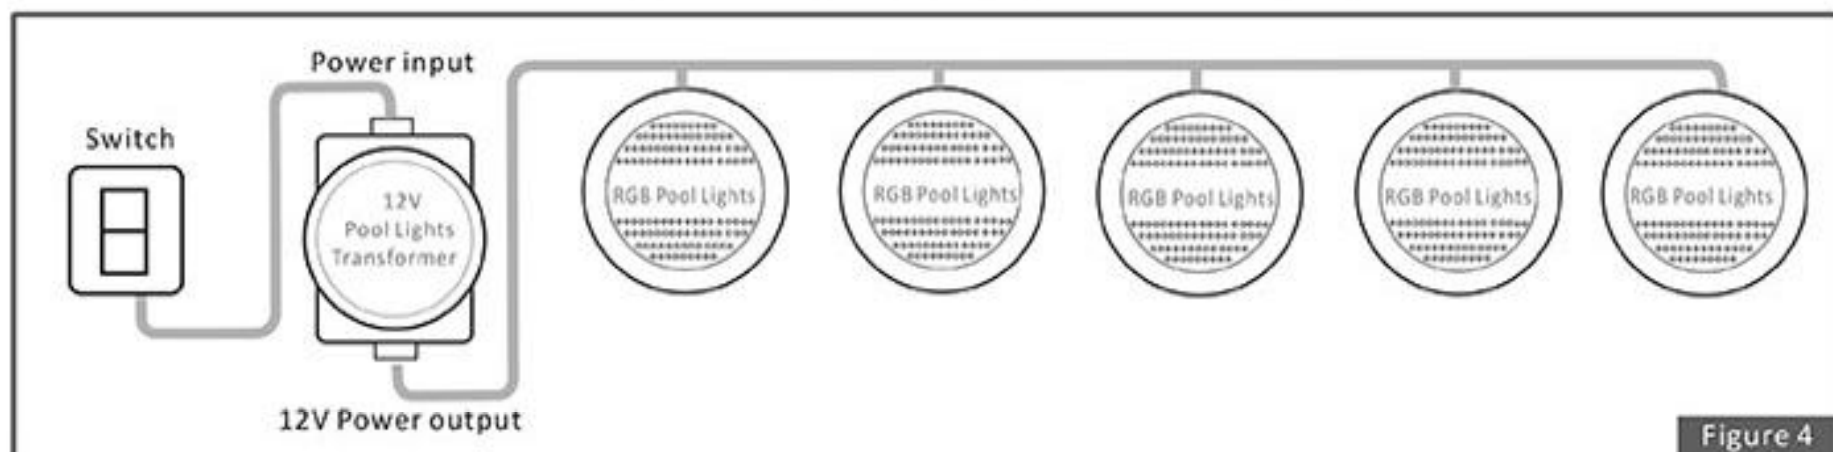 Power input
Switch
12V
Pool Lights
Transformer
12V Power output
RGB Pool Lights
RGB Pool Lights
RGB Pool Lights
RGB Pool Lights
RGB Pool Lights
Figure 4